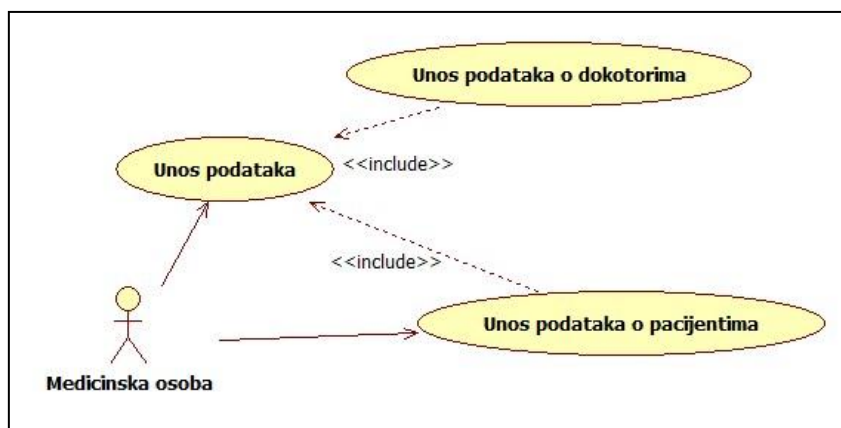 Unos podataka o dokotorima
Unos podataka
<<include>>
<<include>>
Unos podataka o pacijentima
Medicinska osoba